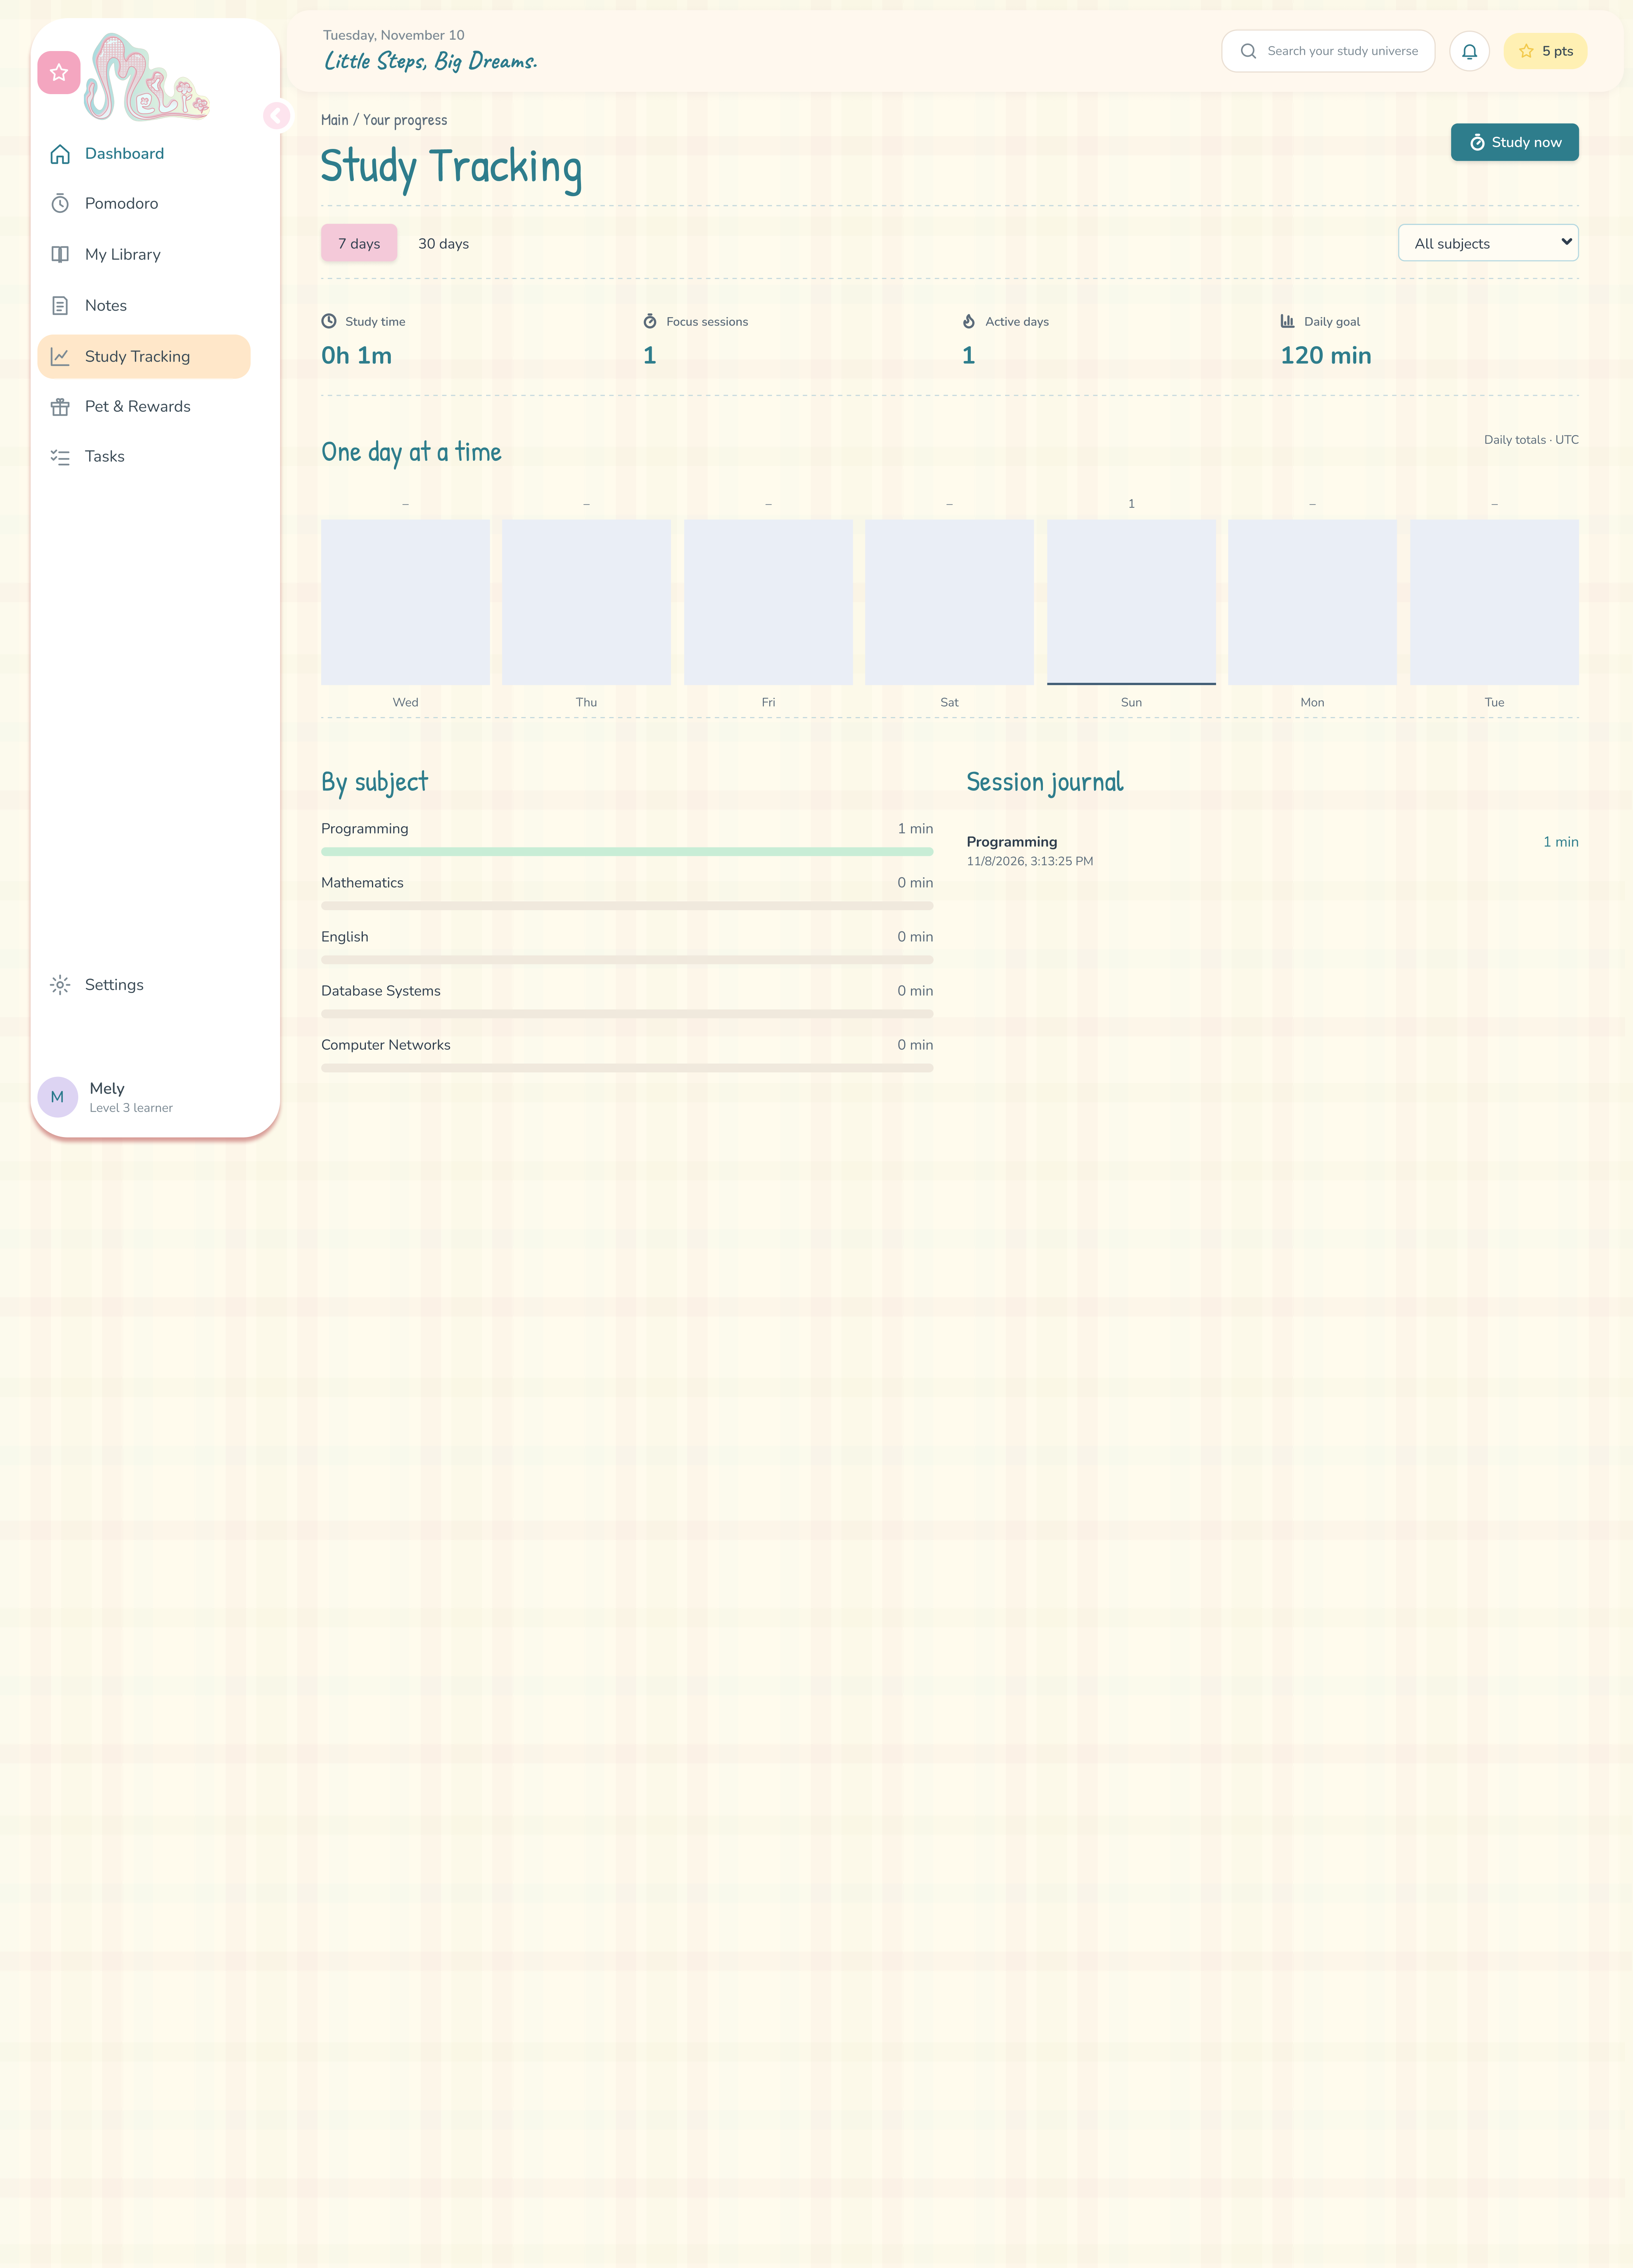 Meli
Dashboard
Pomodoro
My Library
Notes
Study Tracking
Pet & Rewards
Tasks
Settings
M
Mely
Level 3 learner
Tuesday, November 10
Little Steps, Big Dreams.
Search your study universe
5 pts
Main / Your progress
Study Tracking
Study now
7 days
30 days
All subjects
Study time
0h 1m
Focus sessions
1
Active days
1
Daily goal
120 min
One day at a time
Daily totals · UTC
– – – – 1 – –
Wed Thu Fri Sat Sun Mon Tue
By subject
Programming 1 min
Mathematics 0 min
English 0 min
Database Systems 0 min
Computer Networks 0 min
Session journal
Programming 1 min
11/8/2026, 3:13:25 PM